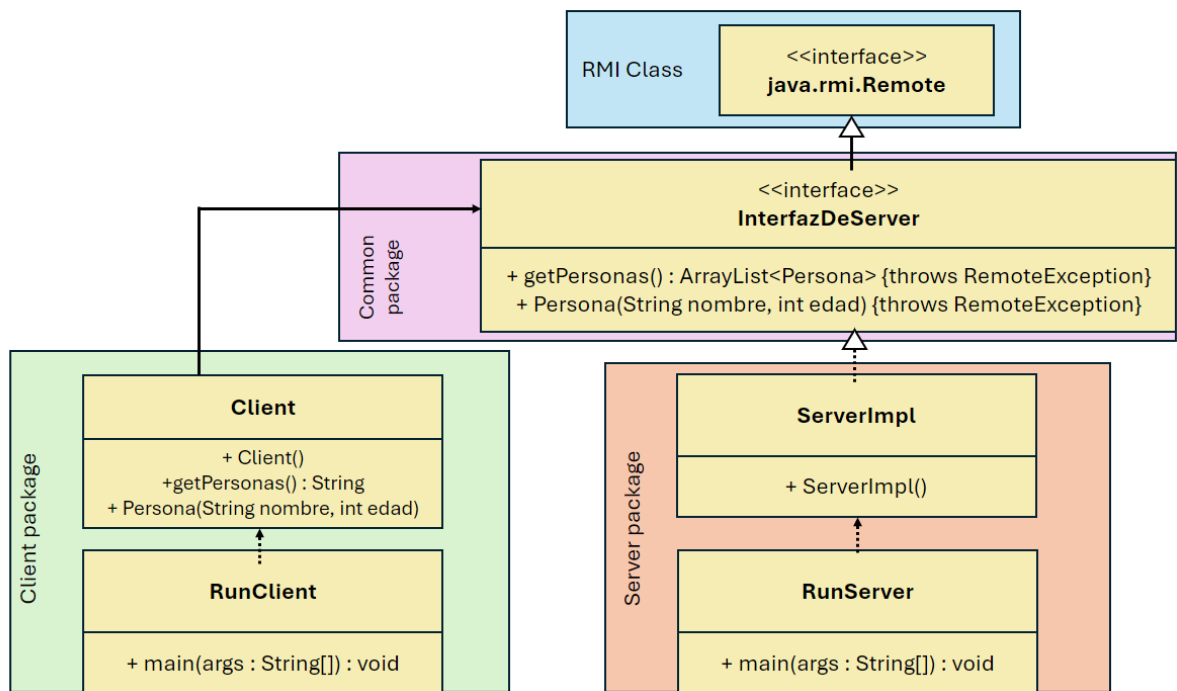 RMI Class
<<interface>>
java.rmi.Remote
Common
package
<<interface>>
InterfazDeServer
+ getPersonas() : ArrayList<Persona> {throws RemoteException}
+ Persona(String nombre, int edad) {throws RemoteException}
Client package
Client
+ Client()
+getPersonas() : String
+ Persona(String nombre, int edad)
RunClient
+ main(args : String[]) : void
Server package
ServerImpl
+ ServerImpl()
RunServer
+ main(args : String[]) : void